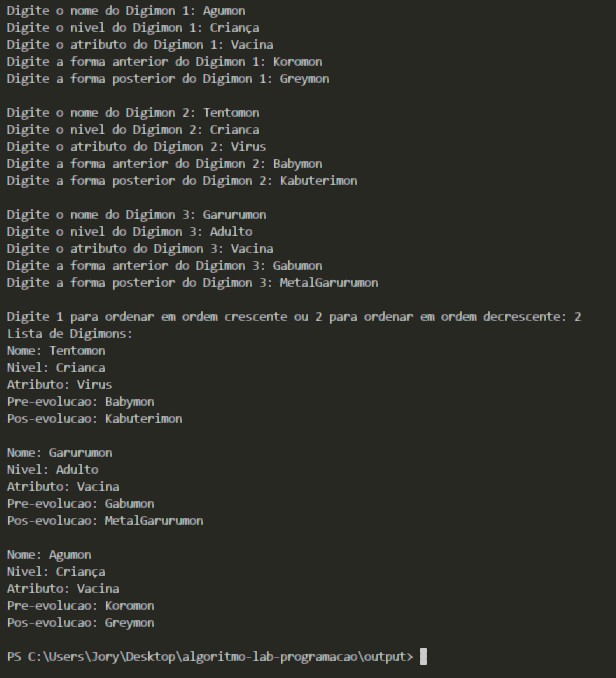 Digite o nome do Digimon 1: Agumon
Digite o nivel do Digimon 1: Criança
Digite o atributo do Digimon 1: Vacina
Digite a forma anterior do Digimon 1: Koromon
Digite a forma posterior do Digimon 1: Greymon

Digite o nome do Digimon 2: Tentomon
Digite o nivel do Digimon 2: Crianca
Digite o atributo do Digimon 2: Virus
Digite a forma anterior do Digimon 2: Babymon
Digite a forma posterior do Digimon 2: Kabuterimon

Digite o nome do Digimon 3: Garurumon
Digite o nivel do Digimon 3: Adulto
Digite o atributo do Digimon 3: Vacina
Digite a forma anterior do Digimon 3: Gabumon
Digite a forma posterior do Digimon 3: MetalGarurumon

Digite 1 para ordenar em ordem crescente ou 2 para ordenar em ordem decrescente: 2
Lista de Digimons:
Nome: Tentomon
Nivel: Crianca
Atributo: Virus
Pre-evolucao: Babymon
Pos-evolucao: Kabuterimon

Nome: Garurumon
Nivel: Adulto
Atributo: Vacina
Pre-evolucao: Gabumon
Pos-evolucao: MetalGarurumon

Nome: Agumon
Nivel: Criança
Atributo: Vacina
Pre-evolucao: Koromon
Pos-evolucao: Greymon

PS C:\Users\Jory\Desktop\algoritmo-lab-programacao\output>